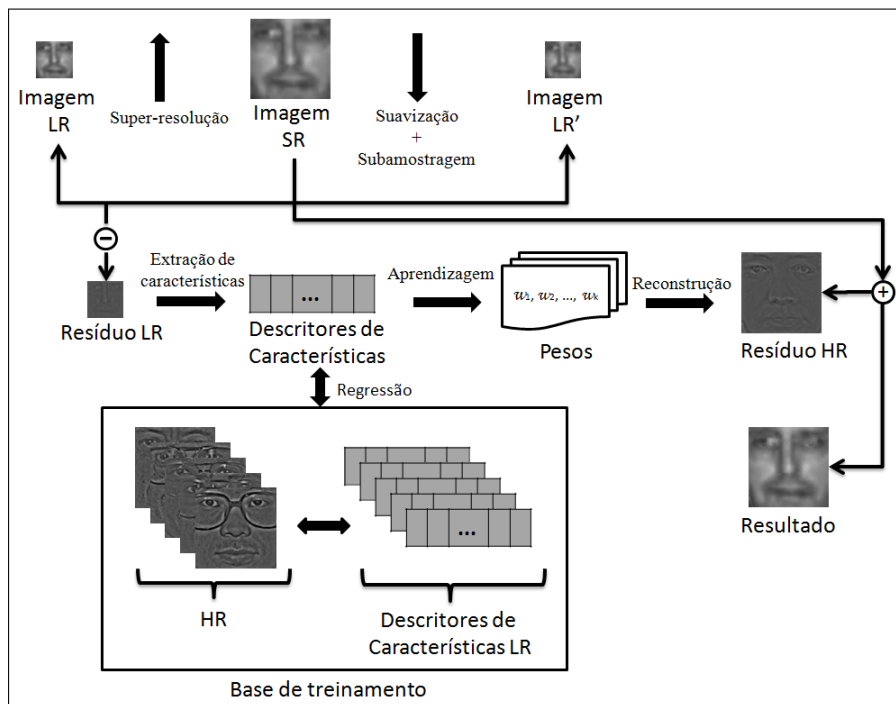 Imagem
LR
Super-resolução
Imagem
SR
Suavização
+
Subamostragem
Imagem
LR’
−
Extração de
características
Resíduo LR
...
Descritores de
Características
Aprendizagem
w1, w2, ..., wk
Pesos
Reconstrução
+
Resíduo HR
Regressão
Resultado
...
HR
Descritores de
Características LR
Base de treinamento